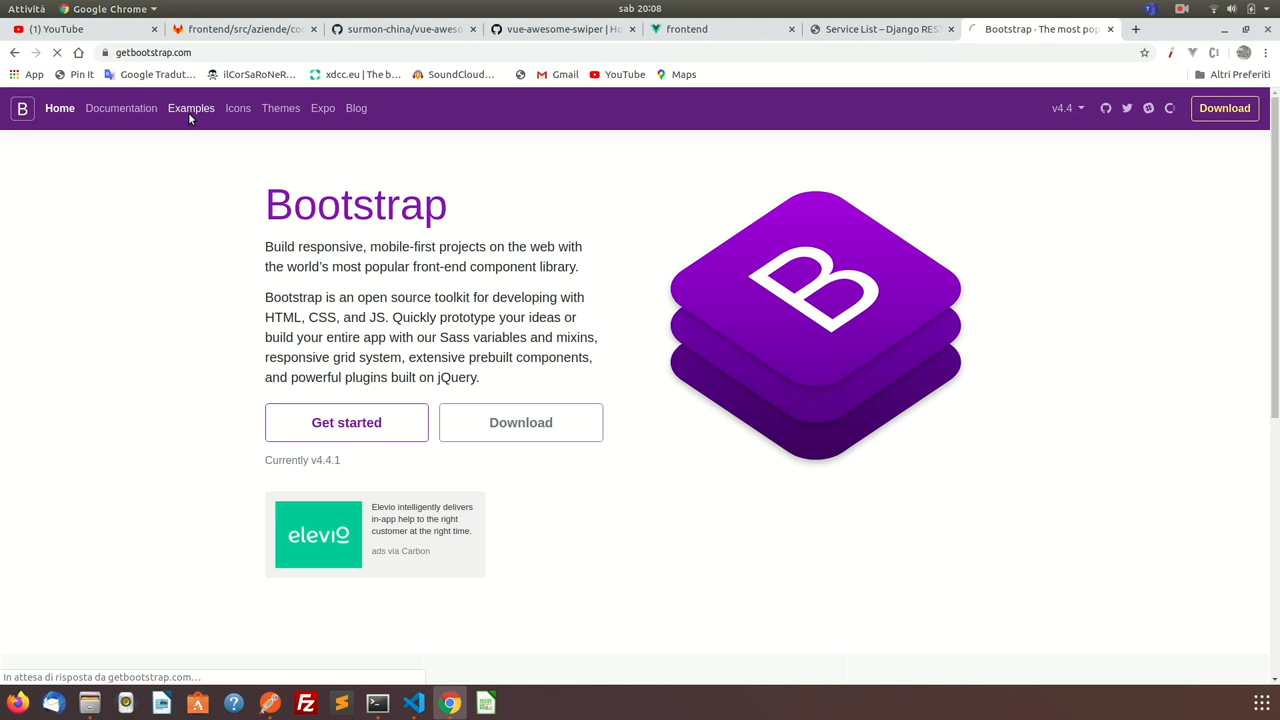 Attività
Google Chrome
sab 20:08
(1) YouTube
frontend/src/aziende/co
surmon-china/vue-aweso
vue-awesome-swiper | Ho
frontend
Service List – Django REST
Bootstrap · The most pop
getbootstrap.com
App
Pin It
Google Tradut…
ilCorSaRoNeR…
xdcc.eu | The b…
SoundCloud…
Gmail
YouTube
Maps
Altri Preferiti
B
Home
Documentation
Examples
Icons
Themes
Expo
Blog
v4.4
Download
Bootstrap
Build responsive, mobile-first projects on the web with
the world's most popular front-end component library.
Bootstrap is an open source toolkit for developing with
HTML, CSS, and JS. Quickly prototype your ideas or
build your entire app with our Sass variables and mixins,
responsive grid system, extensive prebuilt components,
and powerful plugins built on jQuery.
B
Get started
Download
Currently v4.4.1
elevio
Elevio intelligently delivers
in-app help to the right
customer at the right time.
ads via Carbon
In attesa di risposta da getbootstrap.com…